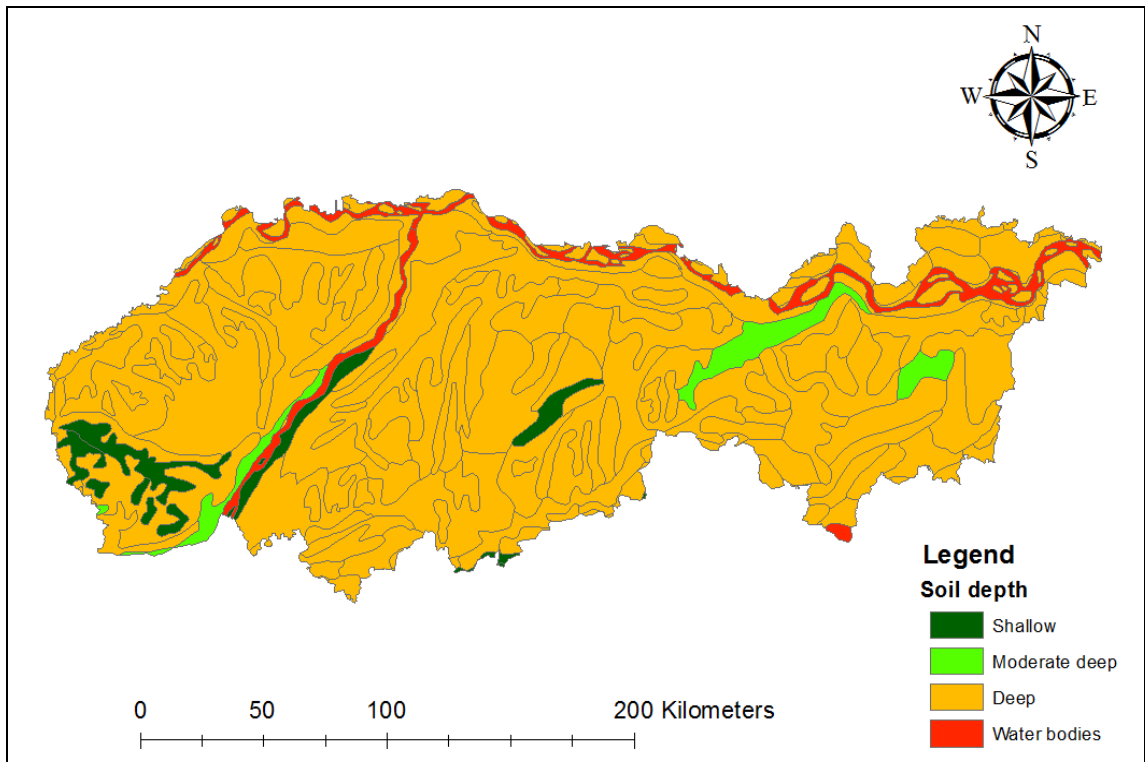 N
W E
S
Legend
Soil depth
Shallow
Moderate deep
Deep
Water bodies
0 50 100 200 Kilometers